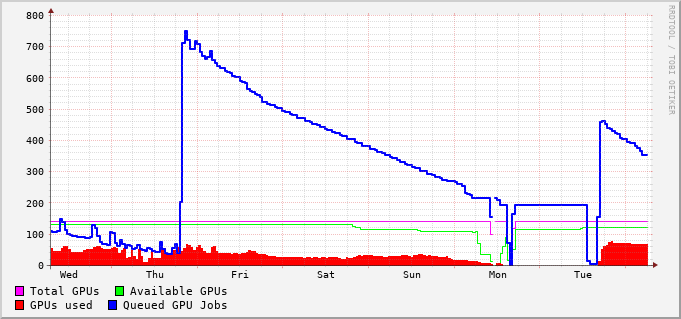 800
700
600
500
400
300
200
100
0
Wed Thu Fri Sat Sun Mon Tue
Total GPUs Available GPUs
GPUs used Queued GPU Jobs
RRDTOOL / TOBI OETIKER